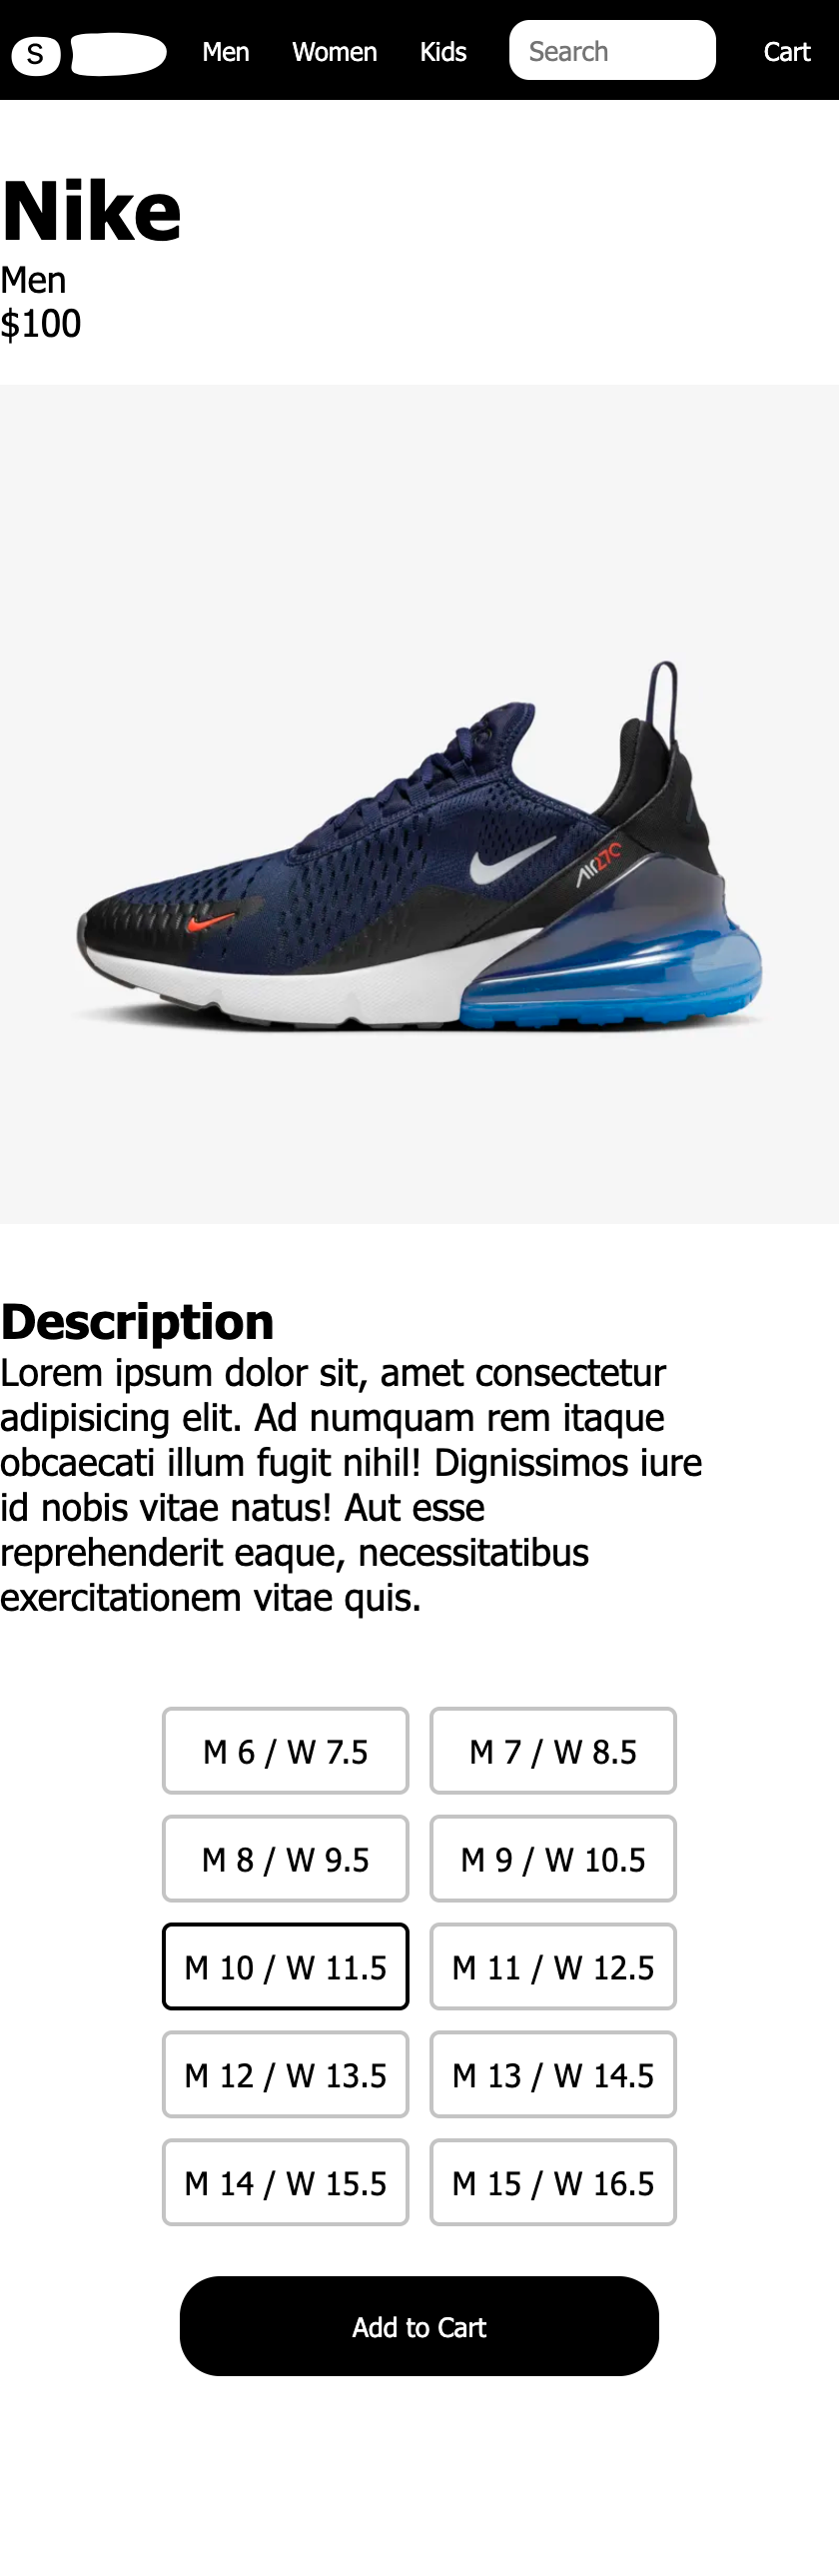 S Men Women Kids Search Cart
Nike
Men
$100
AIR270
Description
Lorem ipsum dolor sit, amet consectetur
adipisicing elit. Ad numquam rem itaque
obcaecati illum fugit nihil! Dignissimos iure
id nobis vitae natus! Aut esse
reprehenderit eaque, necessitatibus
exercitationem vitae quis.
M 6 / W 7.5 M 7 / W 8.5
M 8 / W 9.5 M 9 / W 10.5
M 10 / W 11.5 M 11 / W 12.5
M 12 / W 13.5 M 13 / W 14.5
M 14 / W 15.5 M 15 / W 16.5
Add to Cart